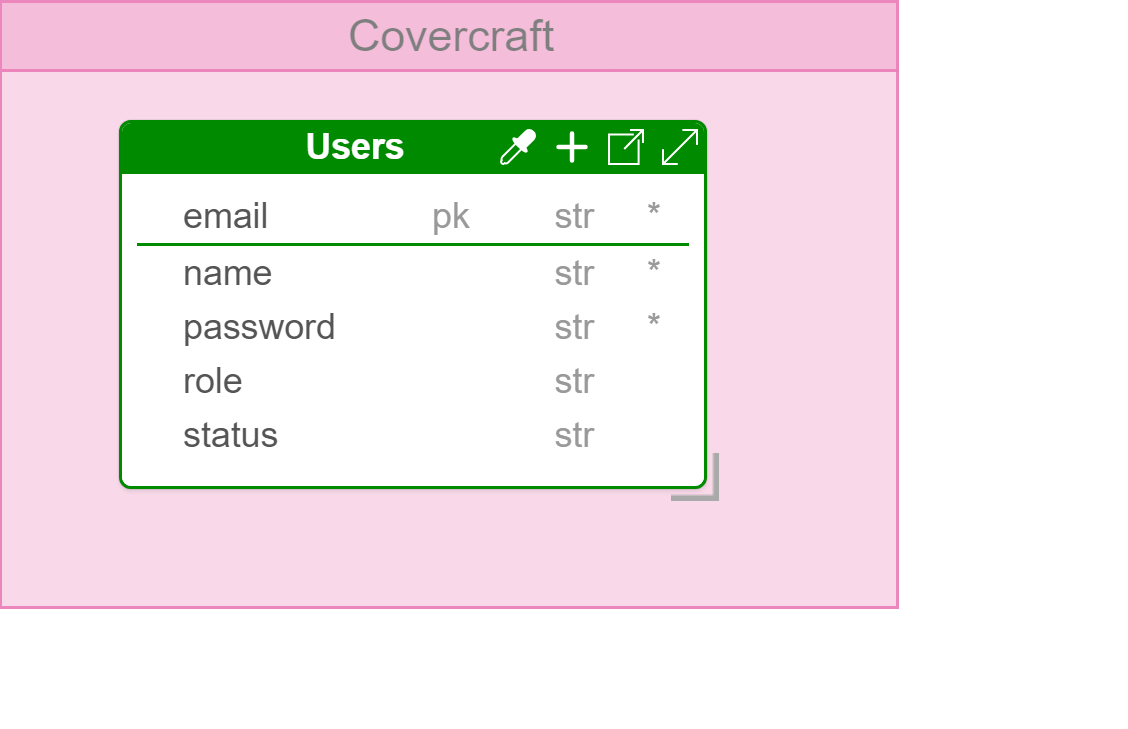 Covercraft
Users
email pk str *
name str *
password str *
role str
status str